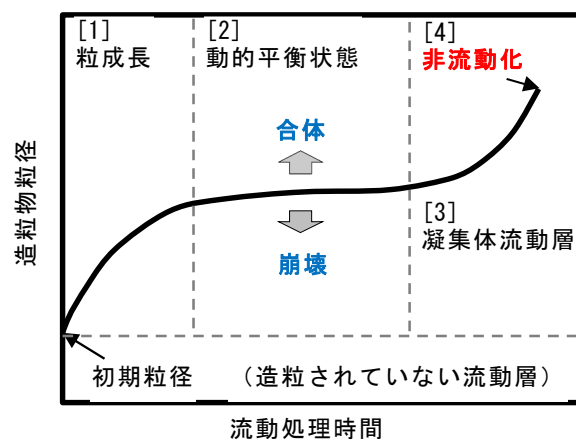 [1]
粒成長
[2]
動的平衡状態
[4]
非流動化
合体
崩壊
[3]
凝集体流動層
造粒物粒径
初期粒径
（造粒されていない流動層）
流動処理時間